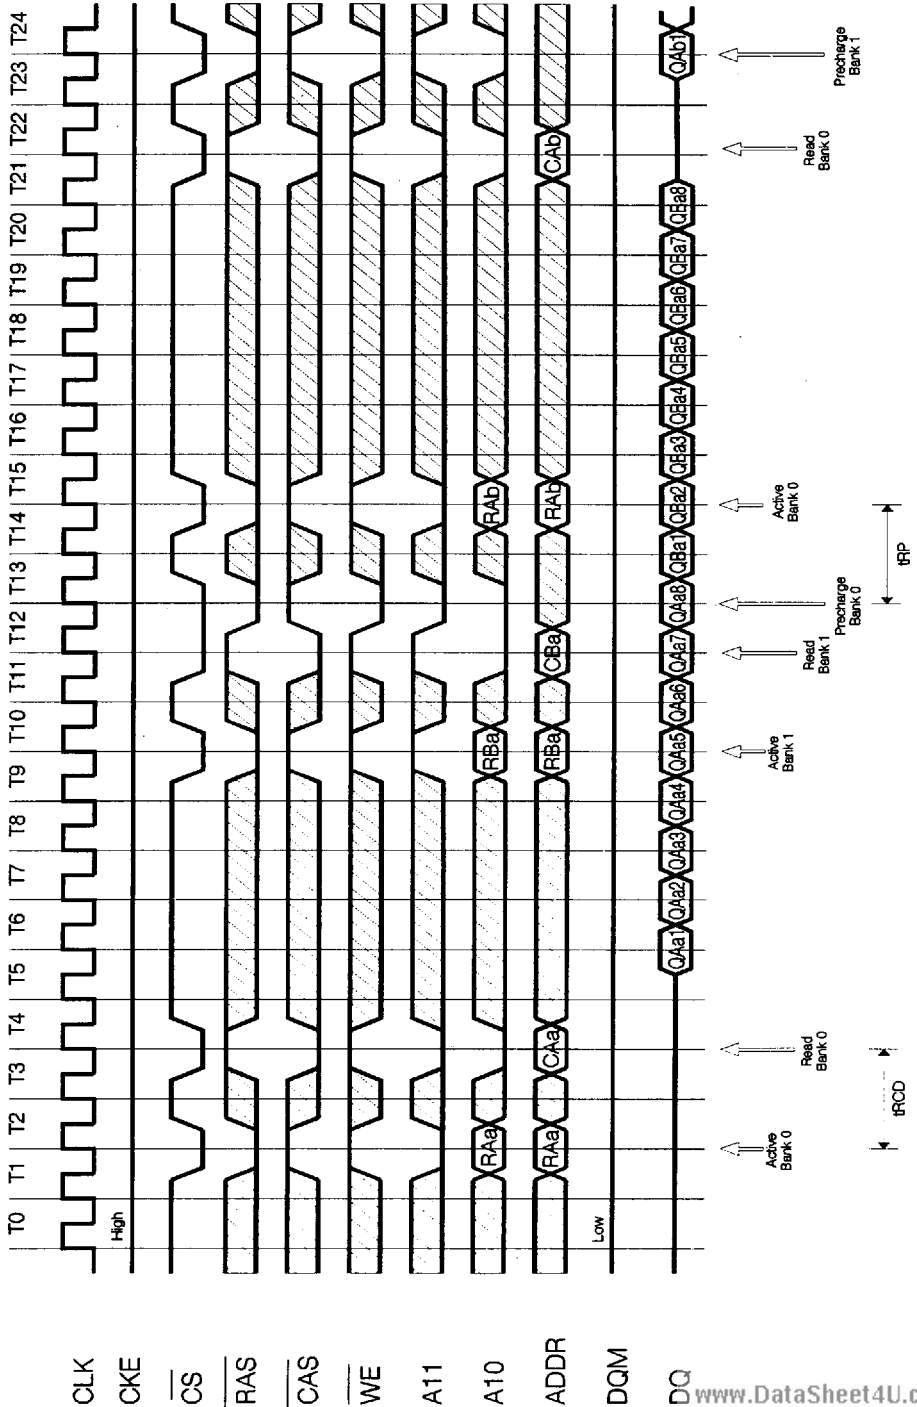 T0 T1 T2 T3 T4 T5 T6 T7 T8 T9 T10 T11 T12 T13 T14 T15 T16 T17 T18 T19 T20 T21 T22 T23 T24
CLK
CKE High
CS
RAS
CAS
WE
A11
A10 RAa RBa RAb
ADDR RAa CAa RBa CBa RAb CAb
DQM Low
DQ QAa1 QAa2 QAa3 QAa4 QAa5 QAa6 QAa7 QAa8 QBa1 QBa2 QBa3 QBa4 QBa5 QBa6 QBa7 QBa8 QAb1
Active Bank 0
Read Bank 0
Active Bank 1
Read Bank 1
Precharge Bank 0
Active Bank 0
Read Bank 0
Precharge Bank 1
tRCD
tRP
www.DataSheet4U.c